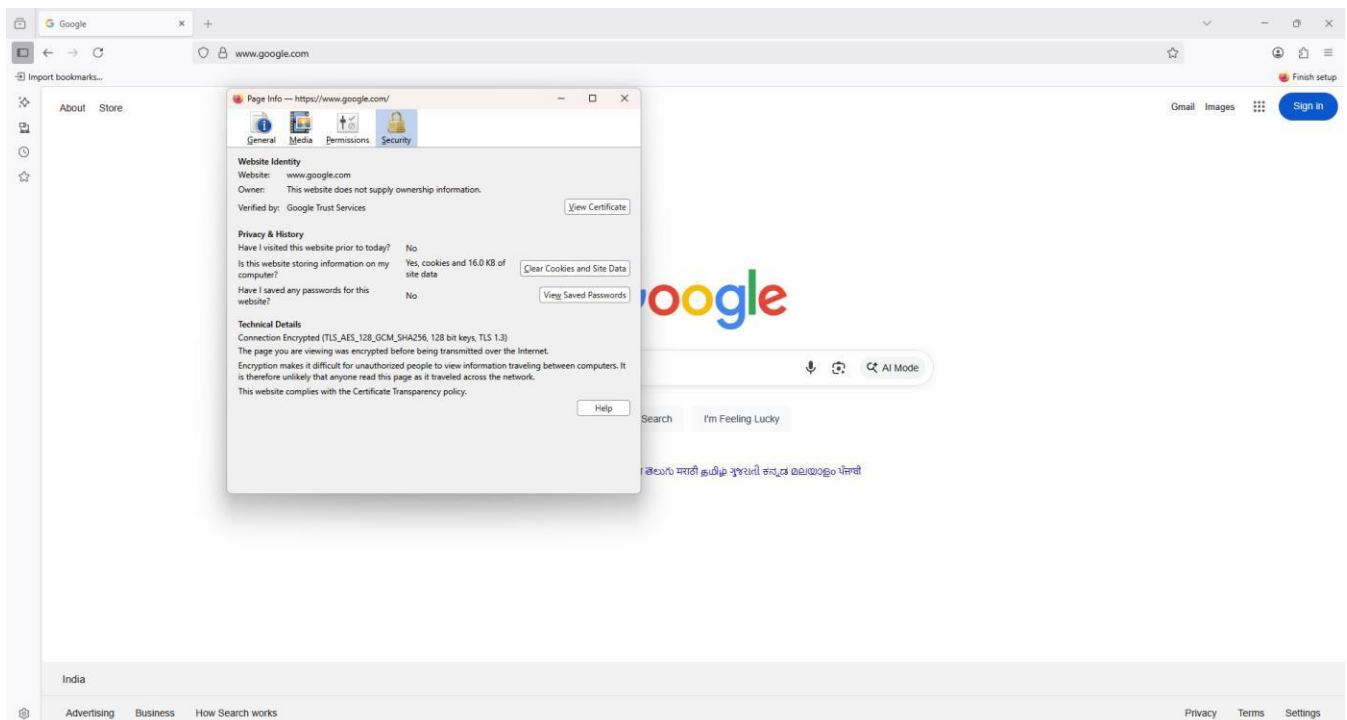 Google
www.google.com
Import bookmarks...
Finish setup
About Store
Gmail Images
Sign in
Page Info — https://www.google.com/
General Media Permissions Security
Website Identity
Website: www.google.com
Owner: This website does not supply ownership information.
Verified by: Google Trust Services
View Certificate
Privacy & History
Have I visited this website prior to today? No
Is this website storing information on my computer?
Yes, cookies and 16.0 KB of site data
Clear Cookies and Site Data
Have I saved any passwords for this website?
No
View Saved Passwords
Technical Details
Connection Encrypted (TLS_AES_128_GCM_SHA256, 128 bit keys, TLS 1.3)
The page you are viewing was encrypted before being transmitted over the Internet.
Encryption makes it difficult for unauthorized people to view information traveling between computers. It
is therefore unlikely that anyone read this page as it traveled across the network.
This website complies with the Certificate Transparency policy.
Help
oogle
AI Mode
Search
I'm Feeling Lucky
తెలుగు मराठी தமிழ் ગુજરાતી ಕನ್ನಡ മലയാളം ਪੰਜਾਬੀ
India
Advertising Business How Search works
Privacy Terms Settings